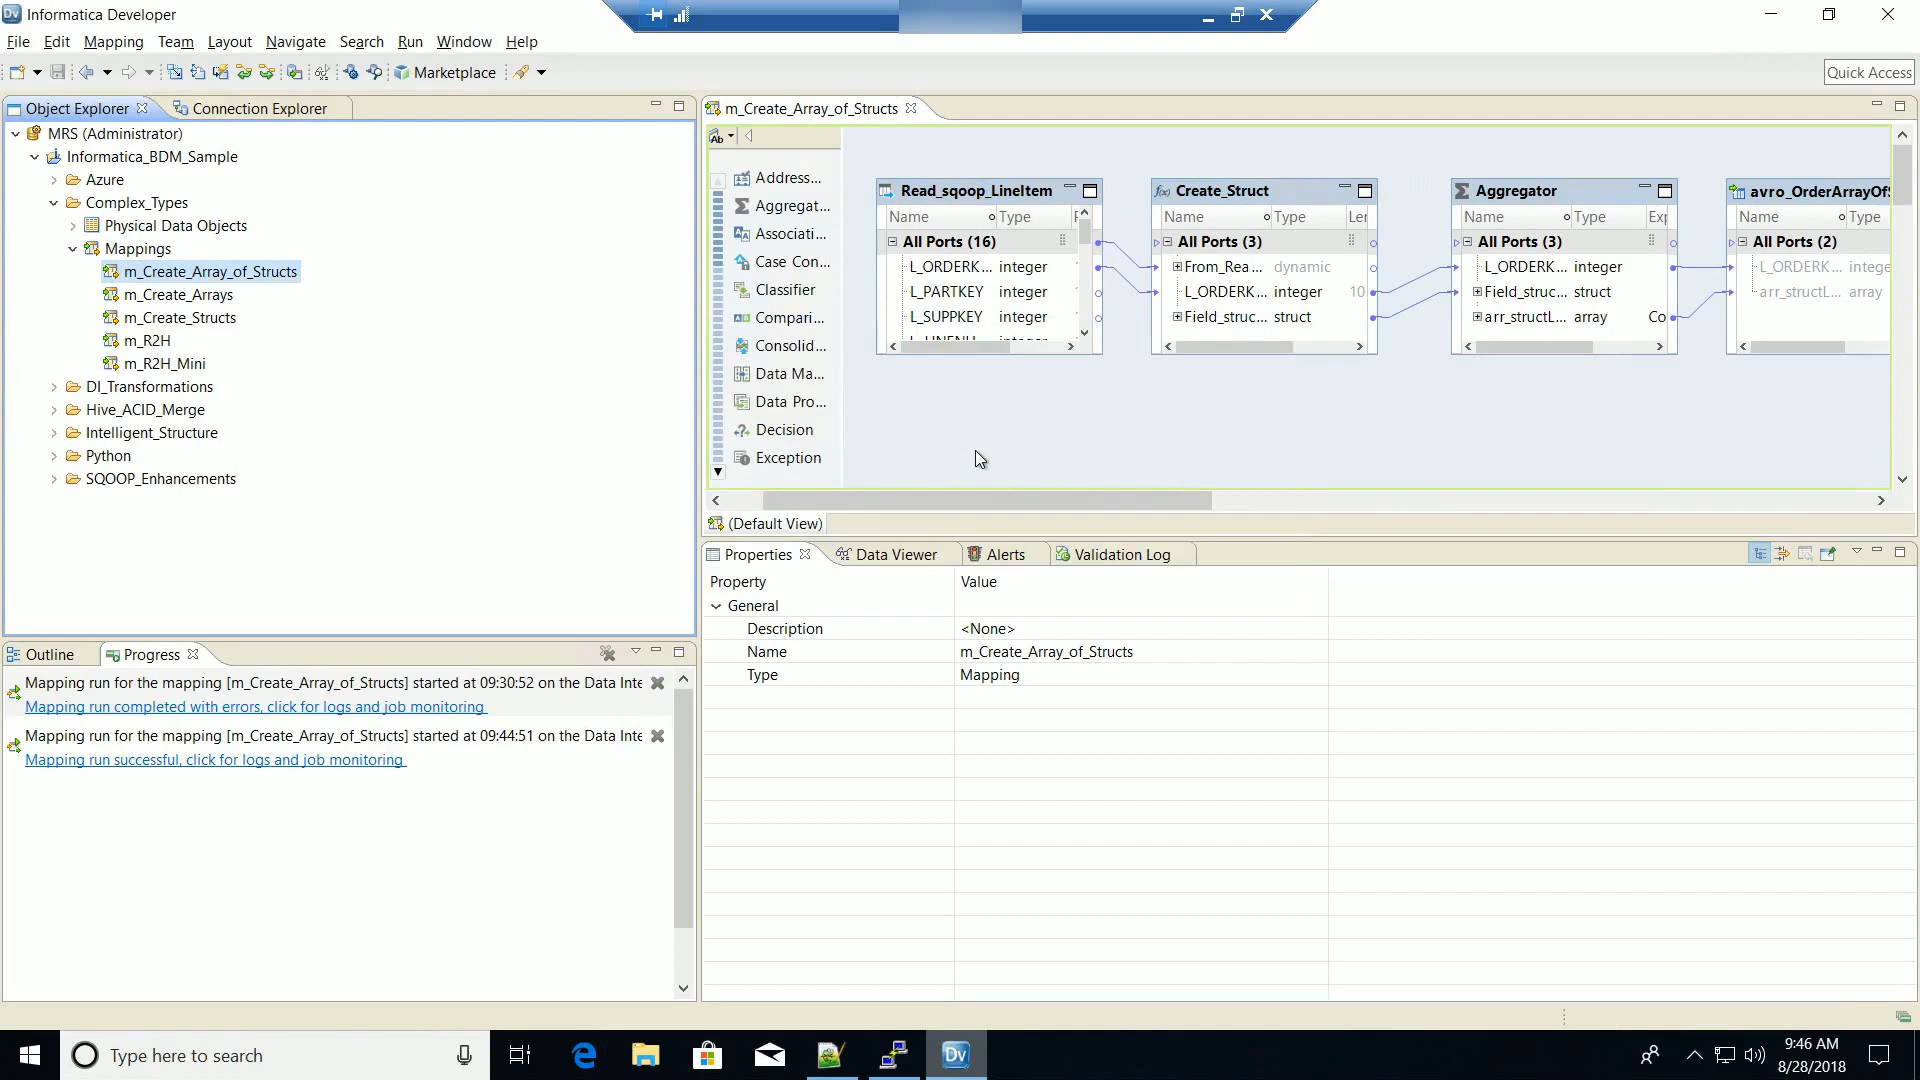 Informatica Developer
File Edit Mapping Team Layout Navigate Search Run Window Help
Marketplace
Quick Access
Object Explorer
Connection Explorer
MRS (Administrator)
Informatica_BDM_Sample
Azure
Complex_Types
Physical Data Objects
Mappings
m_Create_Array_of_Structs
m_Create_Arrays
m_Create_Structs
m_R2H
m_R2H_Mini
DI_Transformations
Hive_ACID_Merge
Intelligent_Structure
Python
SQOOP_Enhancements
Outline
Progress
Mapping run for the mapping [m_Create_Array_of_Structs] started at 09:30:52 on the Data Inte
Mapping run completed with errors, click for logs and job monitoring
Mapping run for the mapping [m_Create_Array_of_Structs] started at 09:44:51 on the Data Inte
Mapping run successful, click for logs and job monitoring
m_Create_Array_of_Structs
Ab
Address...
Aggregat...
Associati...
Case Con...
Classifier
Compari...
Consolid...
Data Ma...
Data Pro...
Decision
Exception
Read_sqoop_LineItem
Name Type
All Ports (16)
L_ORDERK... integer
L_PARTKEY integer
L_SUPPKEY integer
Create_Struct
Name Type Ler
All Ports (3)
From_Rea... dynamic
L_ORDERK... integer 10
Field_struc... struct
Aggregator
Name Type Exp
All Ports (3)
L_ORDERK... integer
Field_struc... struct
arr_structL... array Co
avro_OrderArrayOf
Name Type
All Ports (2)
L_ORDERK... intege
arr_structL... array
(Default View)
Properties
Data Viewer
Alerts
Validation Log
Property Value
General
Description <None>
Name m_Create_Array_of_Structs
Type Mapping
Type here to search
Dv
9:46 AM
8/28/2018